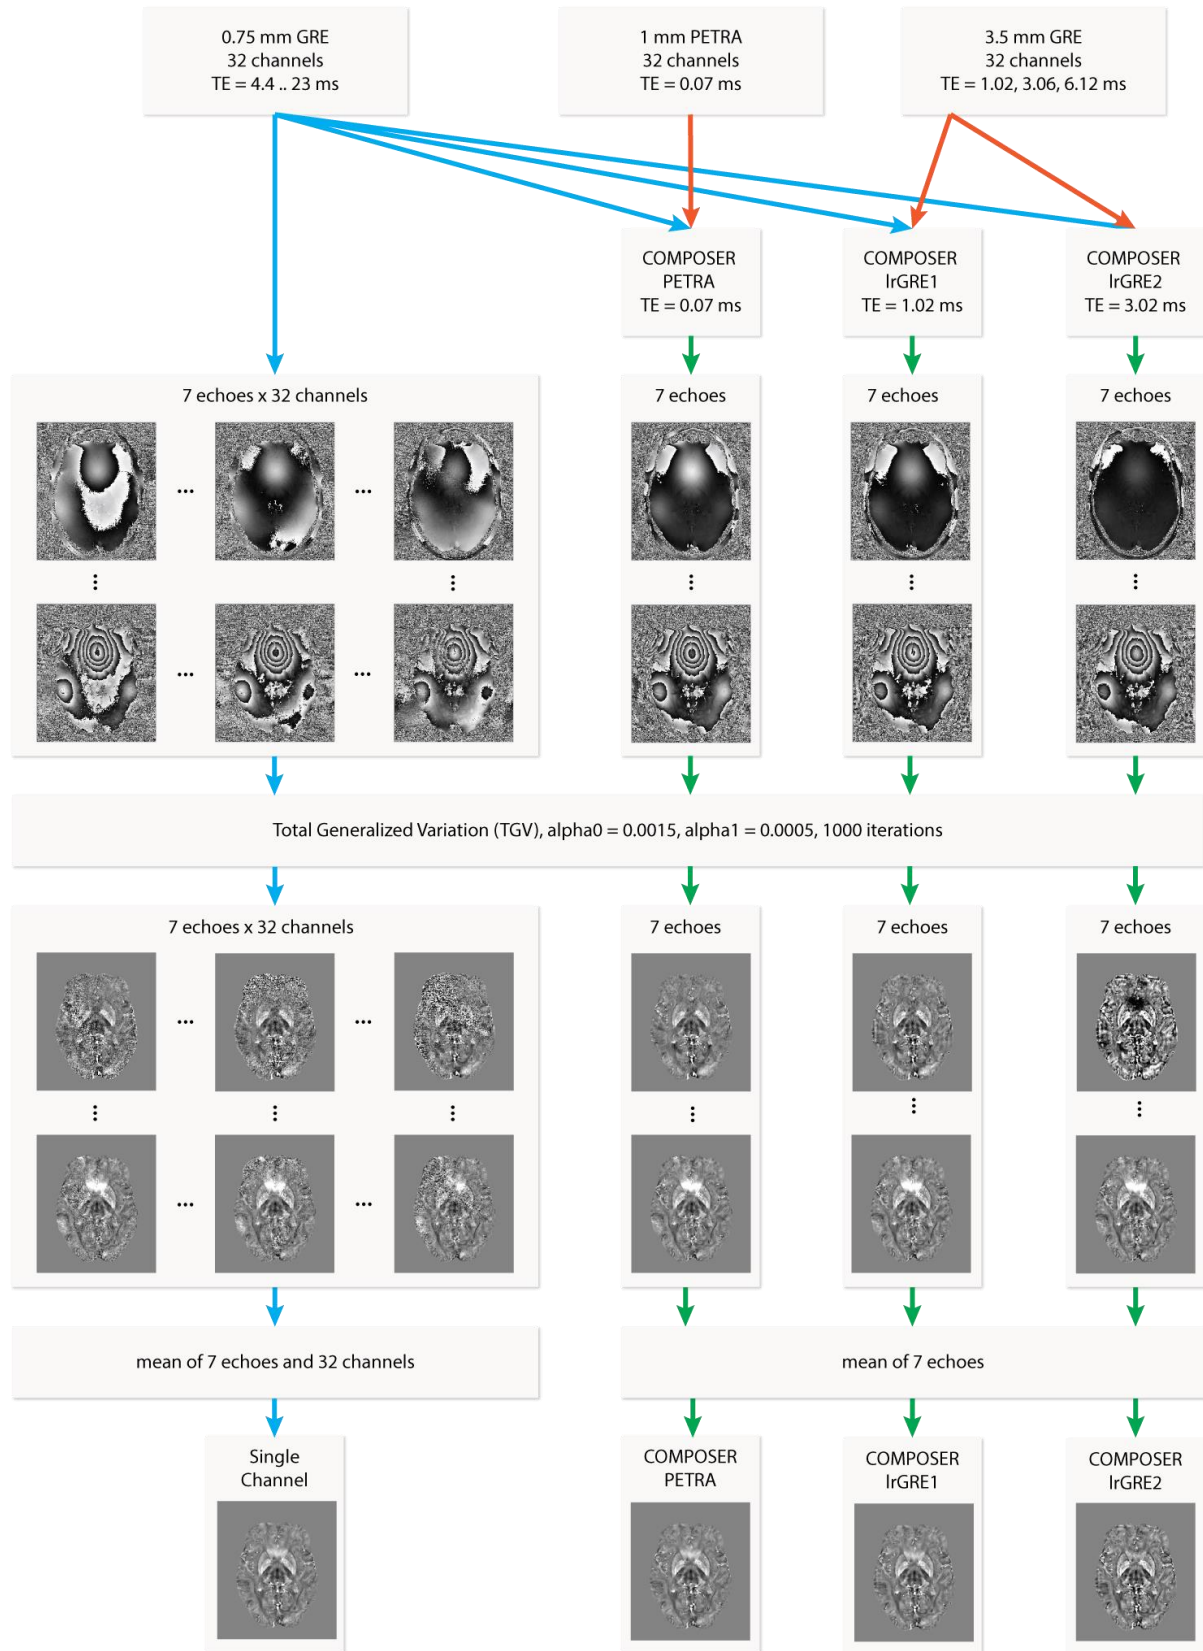 0.75 mm GRE
32 channels
TE = 4.4 .. 23 ms
1 mm PETRA
32 channels
TE = 0.07 ms
3.5 mm GRE
32 channels
TE = 1.02, 3.06, 6.12 ms
COMPOSER
PETRA
TE = 0.07 ms
COMPOSER
lrGRE1
TE = 1.02 ms
COMPOSER
lrGRE2
TE = 3.02 ms
7 echoes x 32 channels
7 echoes
7 echoes
7 echoes
...
...
...
...
Total Generalized Variation (TGV), alpha0 = 0.0015, alpha1 = 0.0005, 1000 iterations
7 echoes x 32 channels
7 echoes
7 echoes
7 echoes
...
...
...
...
mean of 7 echoes and 32 channels
mean of 7 echoes
Single
Channel
COMPOSER
PETRA
COMPOSER
lrGRE1
COMPOSER
lrGRE2